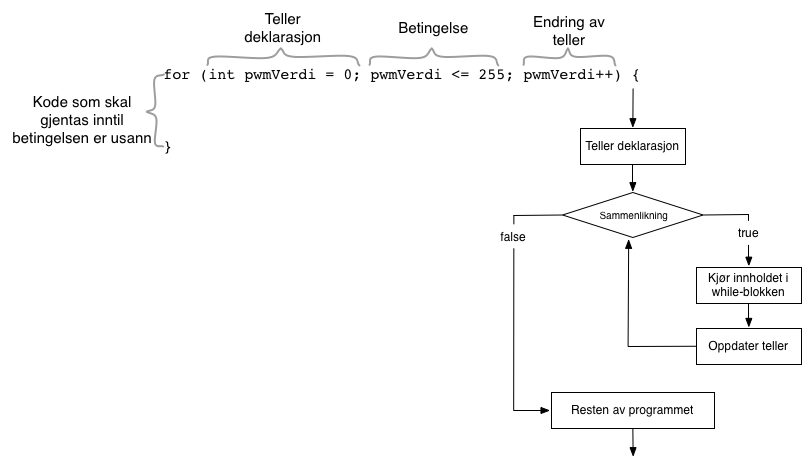 Teller
deklarasjon
Betingelse
Endring av
teller
for (int pwmVerdi = 0; pwmVerdi <= 255; pwmVerdi++) {
Kode som skal
gjentas inntil
betingelsen er usann
}
Teller deklarasjon
Sammenlikning
false
true
Kjør innholdet i
while-blokken
Oppdater teller
Resten av programmet